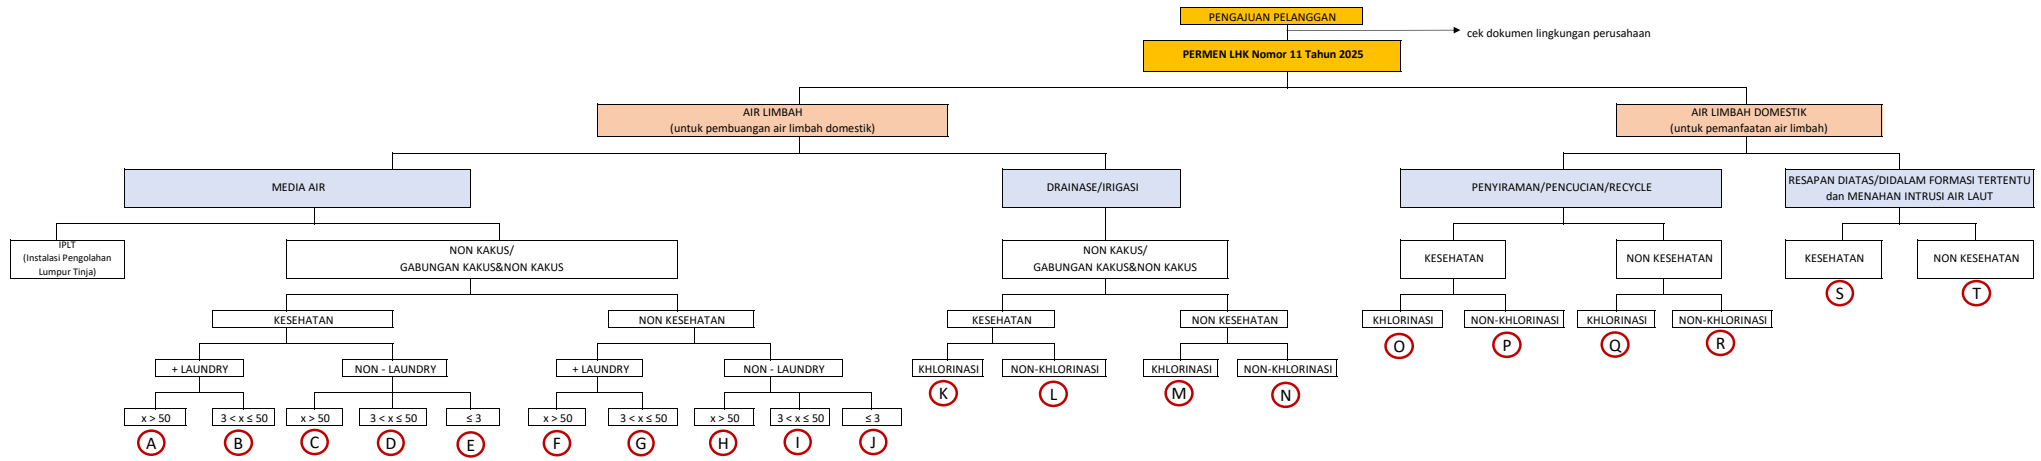 PENGAJUAN PELANGGAN
cek dokumen lingkungan perusahaan
PERMEN LHK Nomor 11 Tahun 2025
AIR LIMBAH
(untuk pembuangan air limbah domestik)
AIR LIMBAH DOMESTIK
(untuk pemanfaatan air limbah)
MEDIA AIR
DRAINASE/IRIGASI
PENYIRAMAN/PENCUCIAN/RECYCLE
RESAPAN DIATAS/DIDALAM FORMASI TERTENTU
dan MENAHAN INTRUSI AIR LAUT
IPLT
(Instalasi Pengolahan
Lumpur Tinja)
NON KAKUS/
GABUNGAN KAKUS&NON KAKUS
NON KAKUS/
GABUNGAN KAKUS&NON KAKUS
KESEHATAN
NON KESEHATAN
KESEHATAN
NON KESEHATAN
S
T
KESEHATAN
NON KESEHATAN
KESEHATAN
NON KESEHATAN
KHLORINASI
NON-KHLORINASI
KHLORINASI
NON-KHLORINASI
O
P
Q
R
+ LAUNDRY
NON - LAUNDRY
+ LAUNDRY
NON - LAUNDRY
KHLORINASI
NON-KHLORINASI
KHLORINASI
NON-KHLORINASI
K
L
M
N
x > 50
3 < x ≤ 50
x > 50
3 < x ≤ 50
≤ 3
x > 50
3 < x ≤ 50
x > 50
3 < x ≤ 50
≤ 3
A
B
C
D
E
F
G
H
I
J